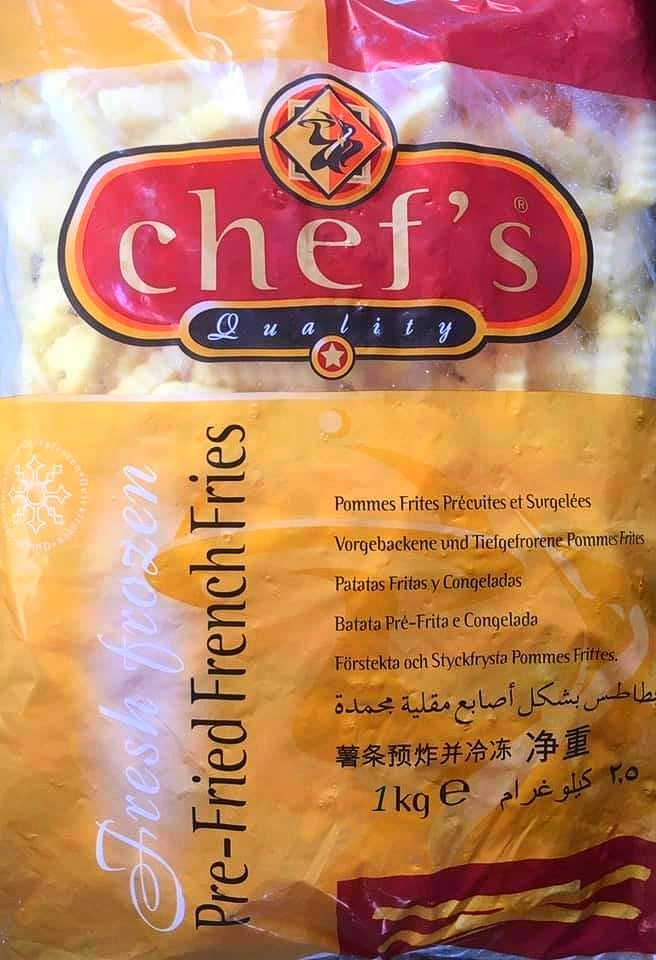 chef's ®
Quality
Fresh frozen
Pre-Fried French Fries
Pommes Frites Précuites et Surgelées
Vorgebackene und Tiefgefrorene Pommes Frites
Patatas Fritas y Congeladas
Batata Pré-Frita e Congelada
Förstekta och Styckfrysta Pommes Frittes.
بطاطس بشكل أصابع مقلية مجمدة
薯条预炸并冷冻 净重
1kg e ٢,٥ كيلو غرام